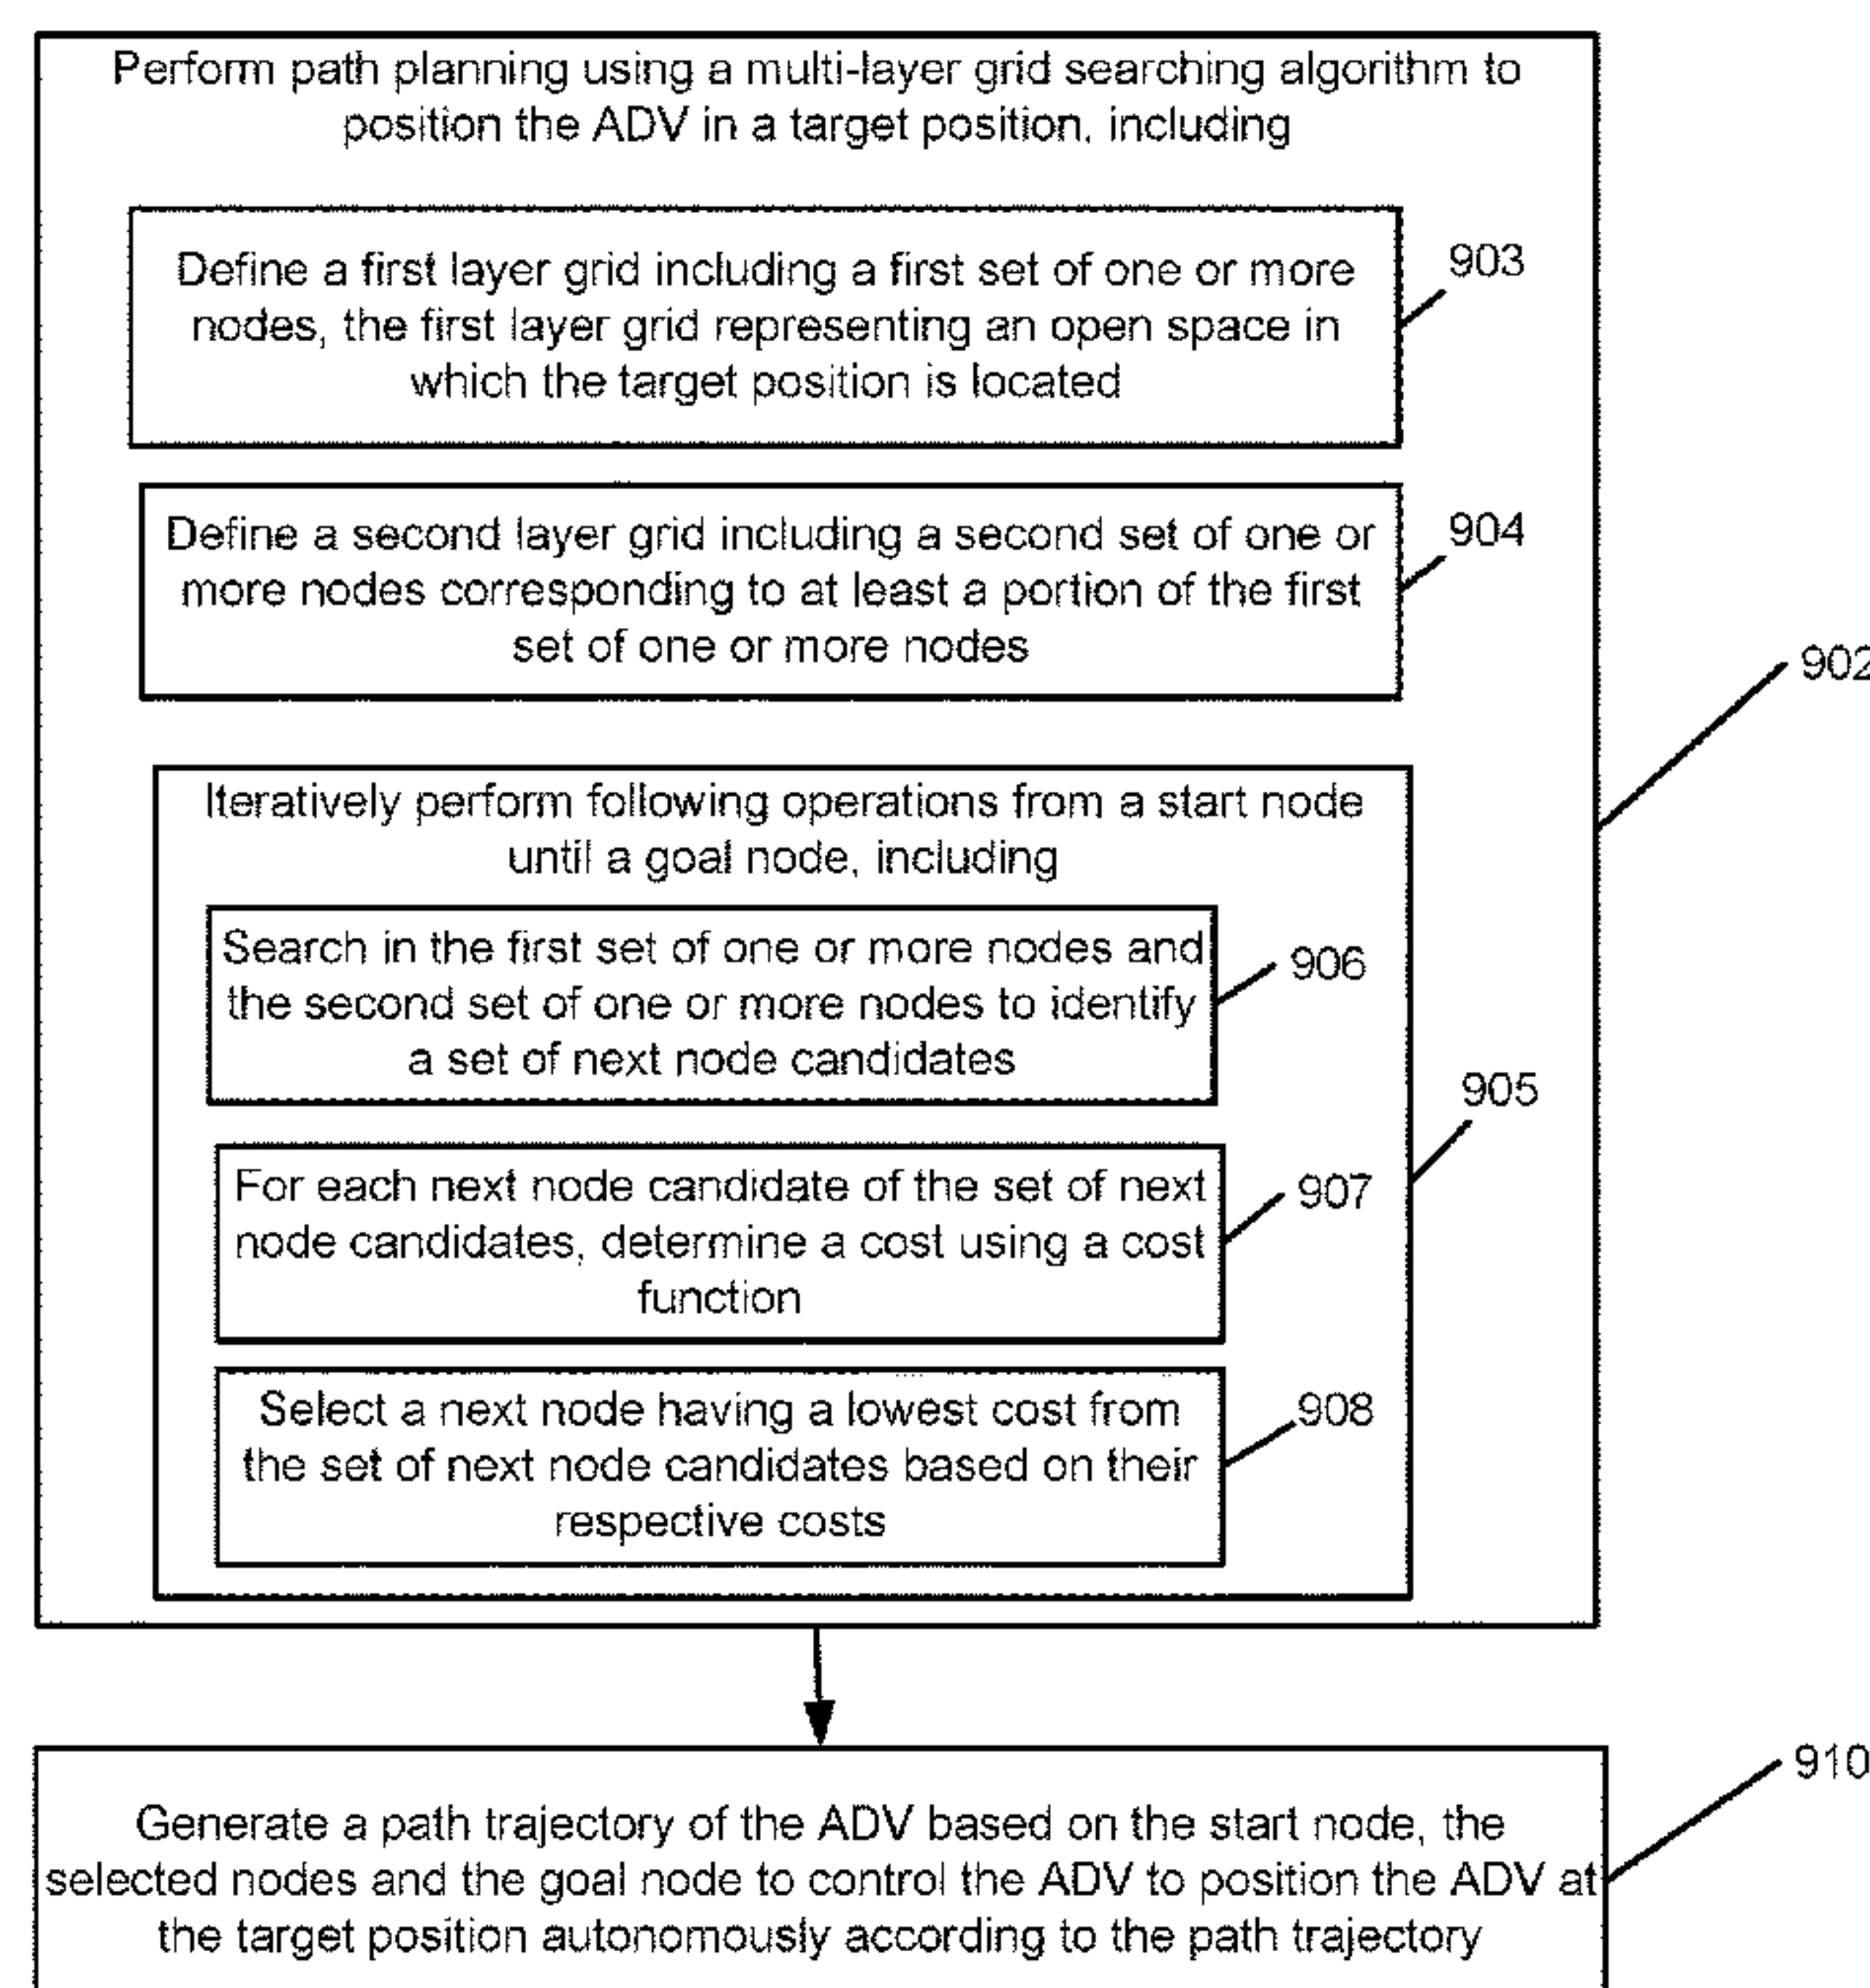 Perform path planning using a multi-layer grid searching algorithm to
position the ADV in a target position, including
Define a first layer grid including a first set of one or more
nodes, the first layer grid representing an open space in
which the target position is located
903
Define a second layer grid including a second set of one or
more nodes corresponding to at least a portion of the first
set of one or more nodes
904
902
Iteratively perform following operations from a start node
until a goal node, including
Search in the first set of one or more nodes and
the second set of one or more nodes to identify
a set of next node candidates
906
905
For each next node candidate of the set of next
node candidates, determine a cost using a cost
function
907
Select a next node having a lowest cost from
the set of next node candidates based on their
respective costs
908
Generate a path trajectory of the ADV based on the start node, the
selected nodes and the goal node to control the ADV to position the ADV at
the target position autonomously according to the path trajectory
910